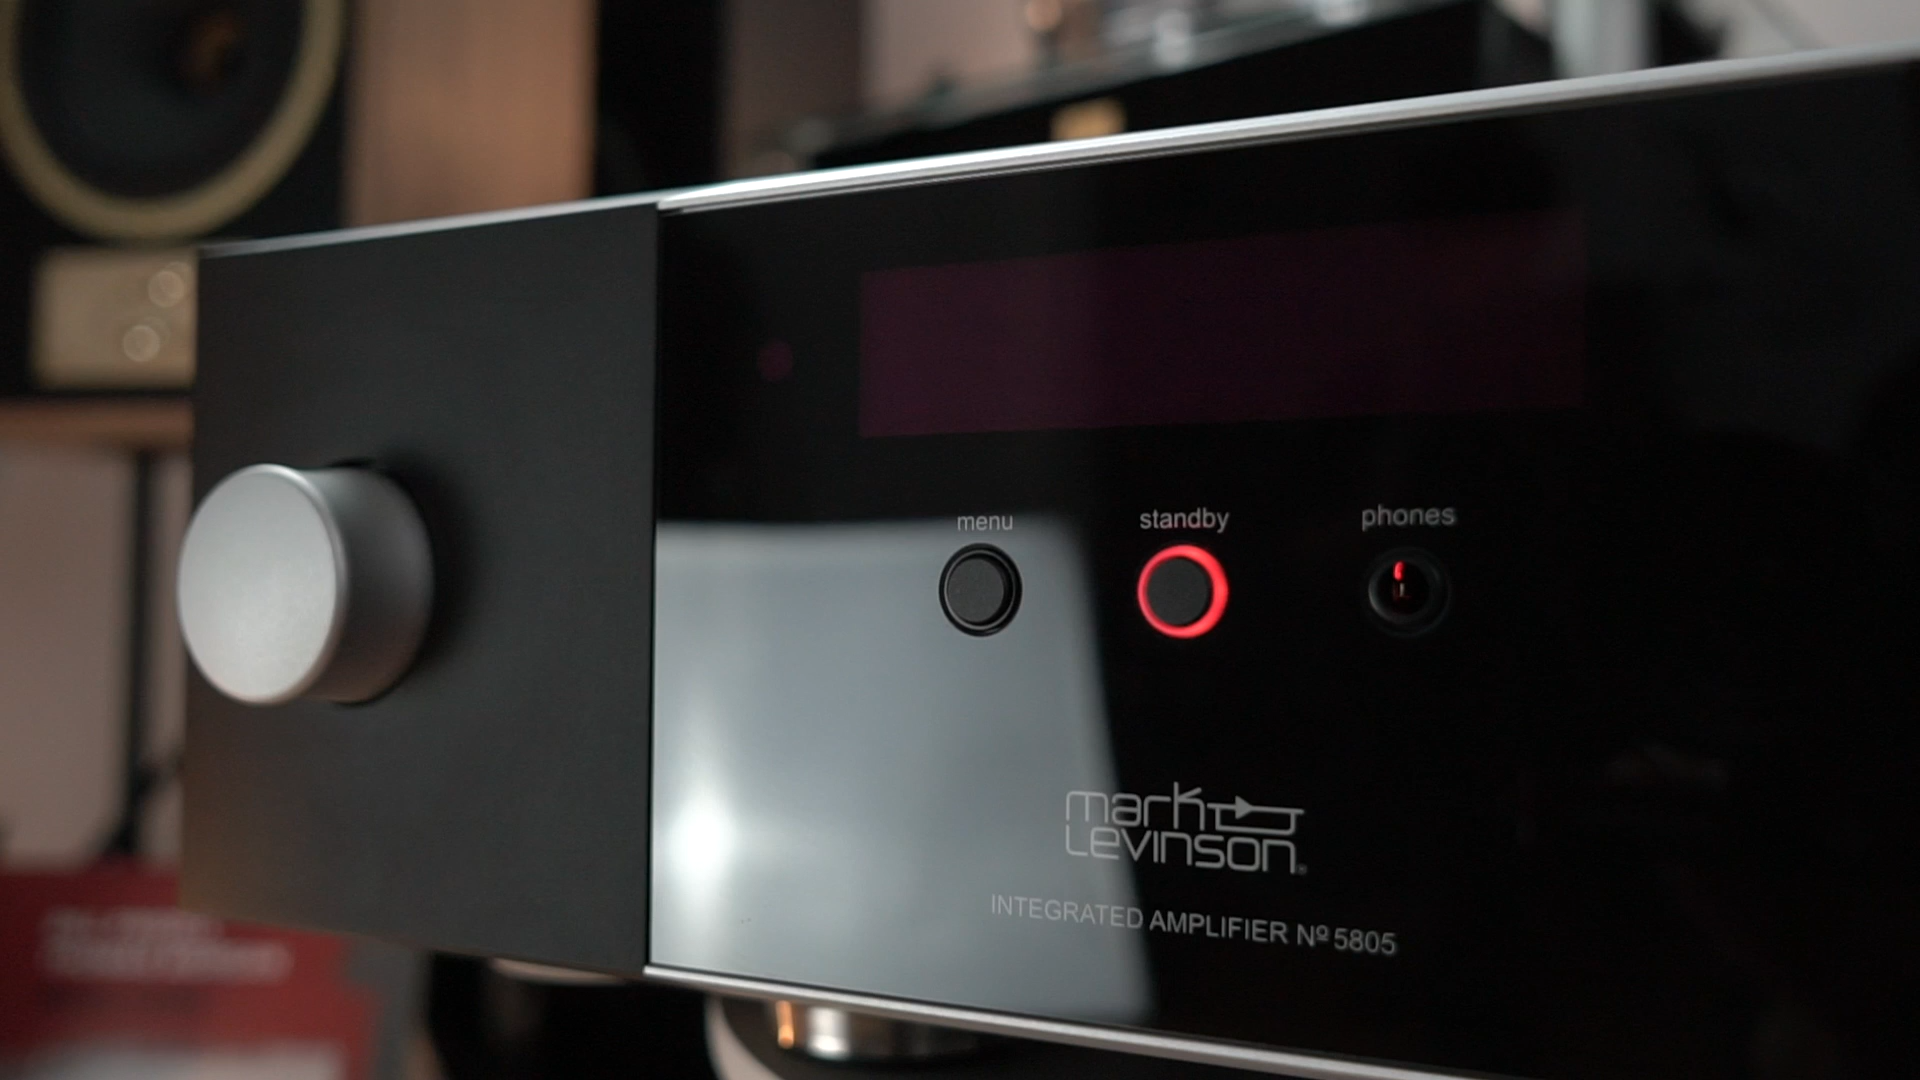 menu standby phones
mark
Levinson®
INTEGRATED AMPLIFIER Nº 5805